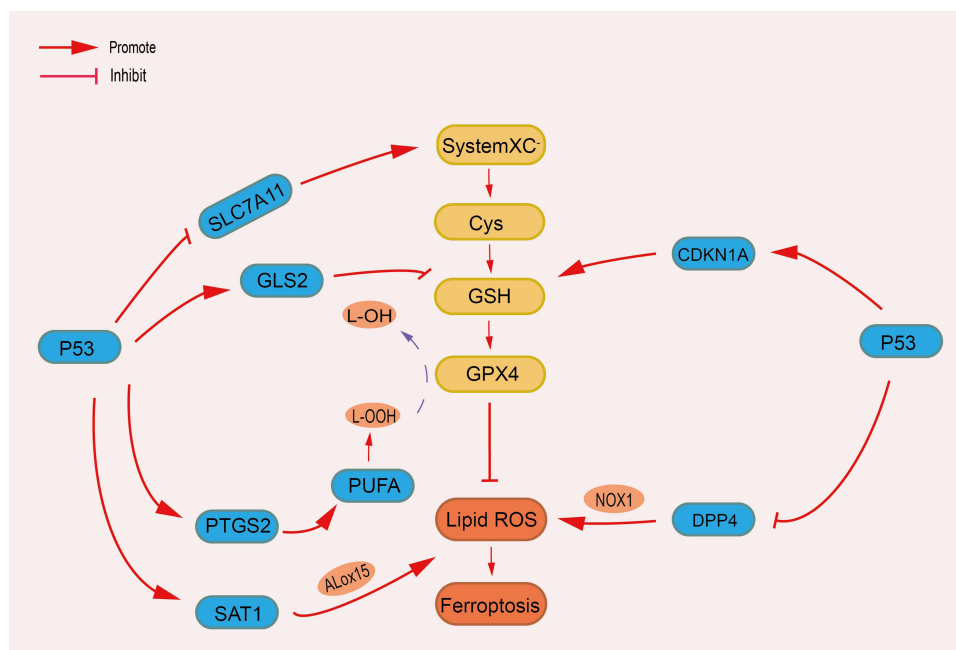 Promote
Inhibit
SystemXC-
SLC7A11
Cys
GLS2
CDKN1A
GSH
L-OH
P53
P53
GPX4
L-OOH
PUFA
NOX1
PTGS2
Lipid ROS
DPP4
ALox15
SAT1
Ferroptosis